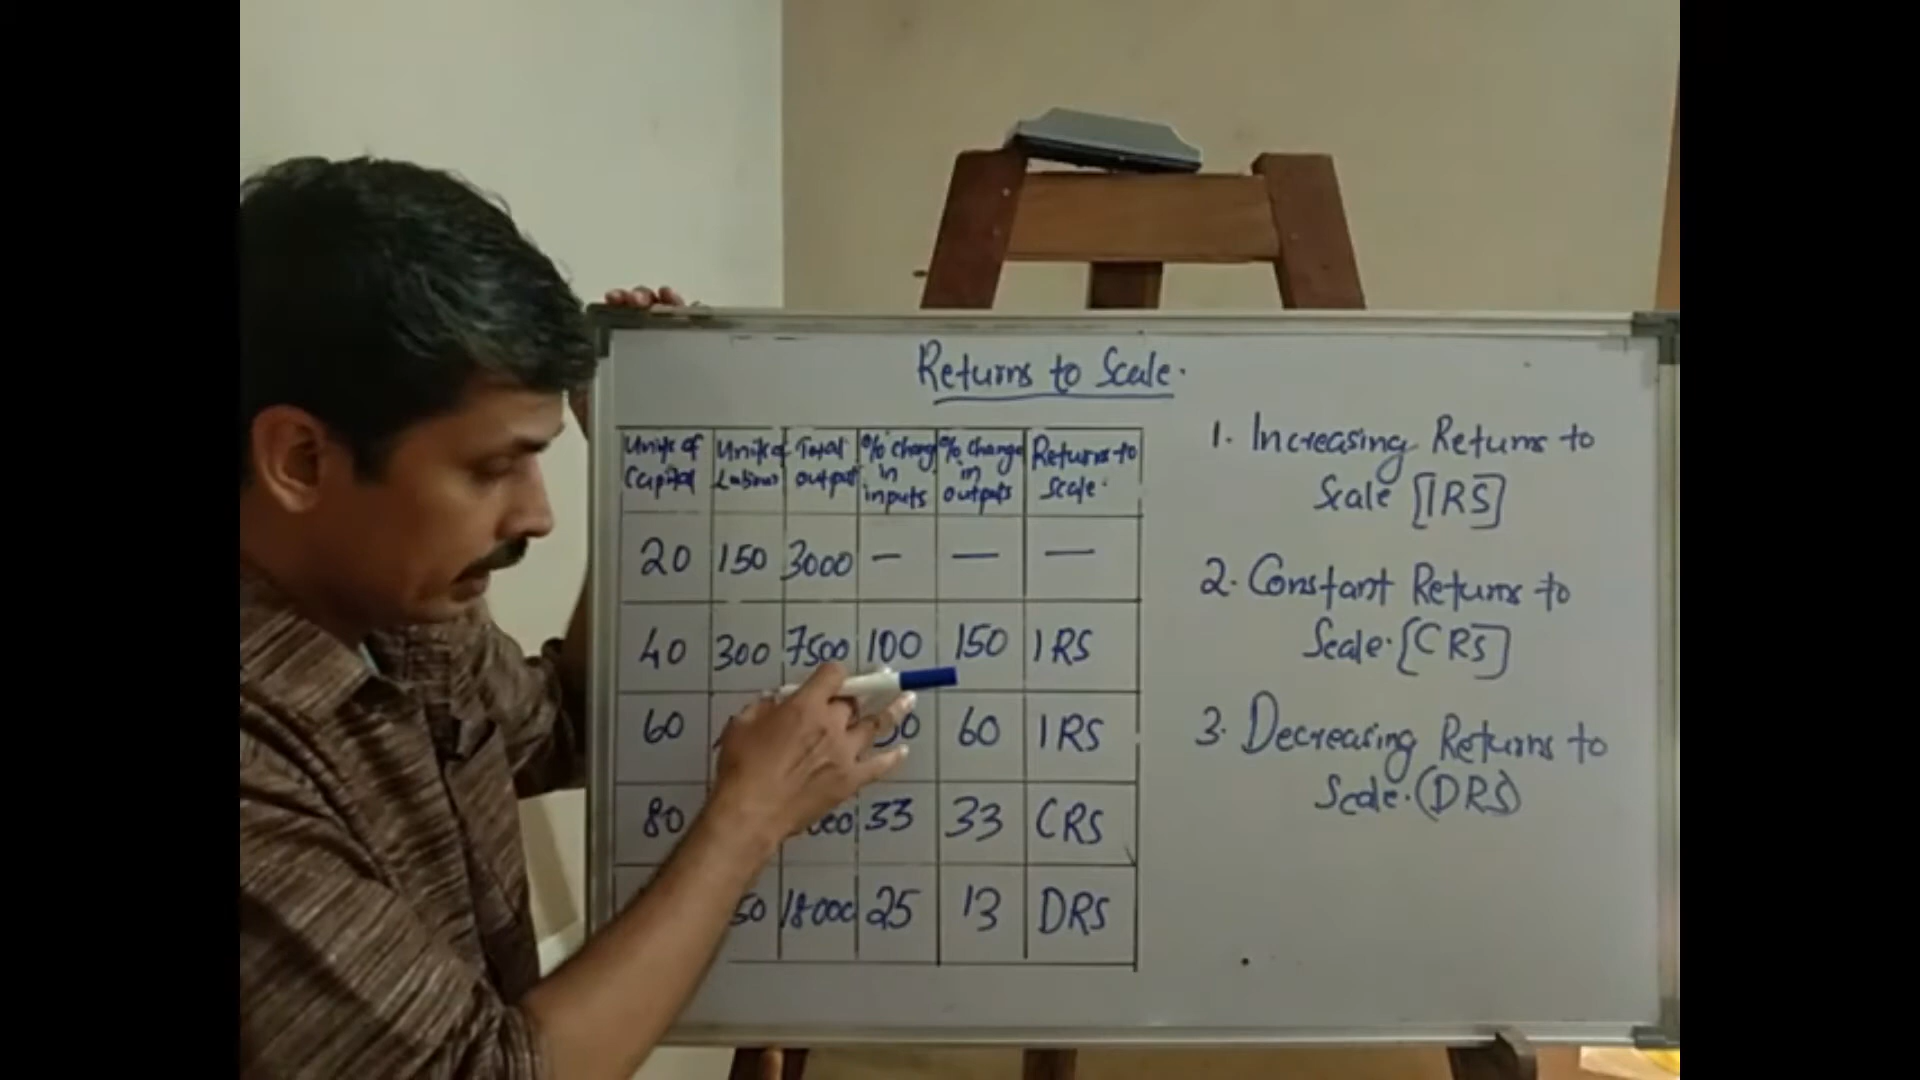 Returns to Scale.
Units of Capital
Units of Labour
Total output
% change in inputs
% change in outputs
Returns to Scale.
20 150 3000 — — —
40 300 7500 100 150 IRS
60 60 IRS
80 33 33 CRS
50 18000 25 13 DRS
1. Increasing Returns to
Scale [IRS]
2. Constant Returns to
Scale. [CRS]
3. Decreasing Returns to
Scale. (DRS)